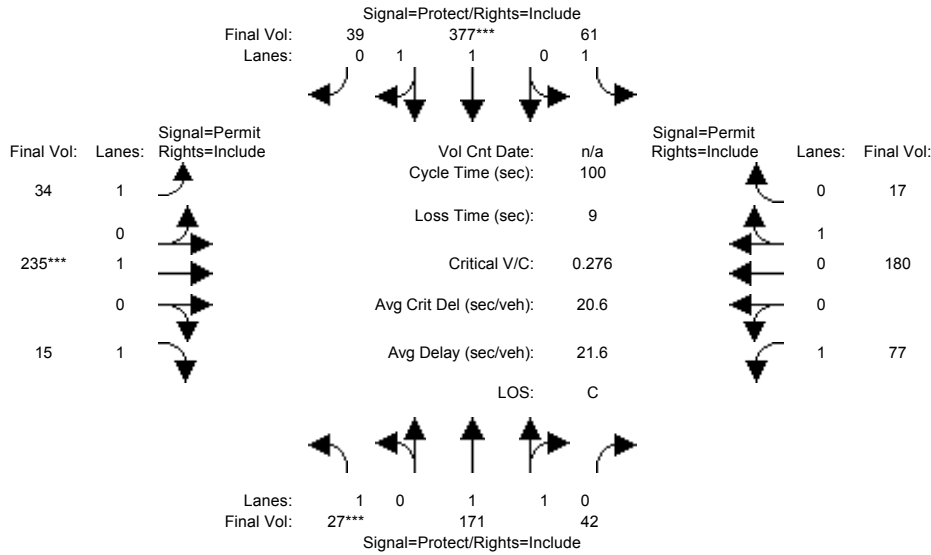 Signal=Protect/Rights=Include
Final Vol: 39 377*** 61
Lanes: 0 1 1 0 1
Signal=Permit Signal=Permit
Final Vol: Lanes: Rights=Include Vol Cnt Date: n/a Rights=Include Lanes: Final Vol:
Cycle Time (sec): 100
34 1 0 17
Loss Time (sec): 9
0 1
235*** 1 Critical V/C: 0.276 0 180
0 Avg Crit Del (sec/veh): 20.6 0
15 1 Avg Delay (sec/veh): 21.6 1 77
LOS: C
Lanes: 1 0 1 1 0
Final Vol: 27*** 171 42
Signal=Protect/Rights=Include